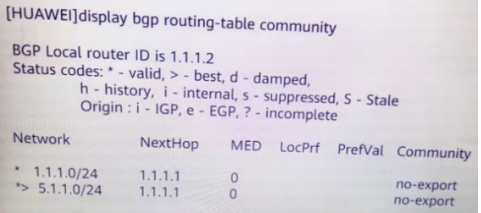 [HUAWEI]display bgp routing-table community
BGP Local router ID is 1.1.1.2
Status codes: * - valid, > - best, d - damped,
h - history, i - internal, s - suppressed, S - Stale
Origin : i - IGP, e - EGP, ? - incomplete
Network NextHop MED LocPrf PrefVal Community
* 1.1.1.0/24 1.1.1.1 0 no-export
*> 5.1.1.0/24 1.1.1.1 0 no-export